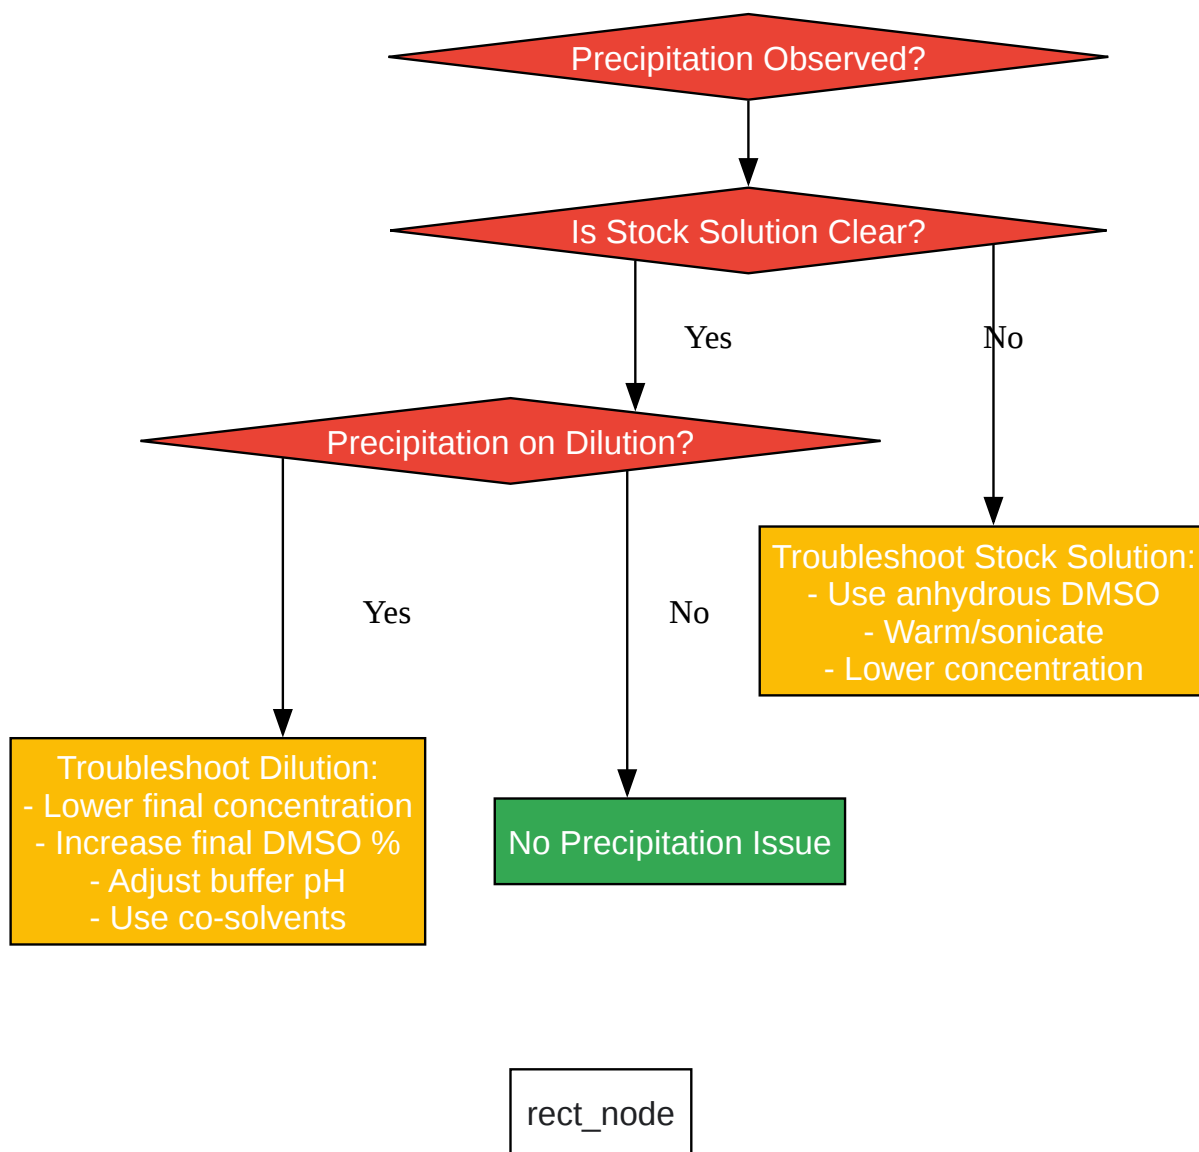 Precipitation Observed?
Is Stock Solution Clear?
Yes
No
Precipitation on Dilution?
Yes
No
Troubleshoot Stock Solution:
- Use anhydrous DMSO
- Warm/sonicate
- Lower concentration
Troubleshoot Dilution:
- Lower final concentration
- Increase final DMSO %
- Adjust buffer pH
- Use co-solvents
No Precipitation Issue
rect_node